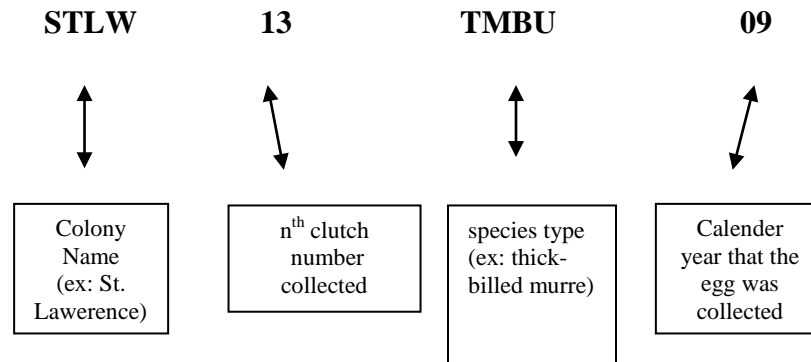 STLW 13 TMBU 09
Colony
Name
(ex: St.
Lawerence)
nth clutch
number
collected
species type
(ex: thick-
billed murre)
Calender
year that the
egg was
collected